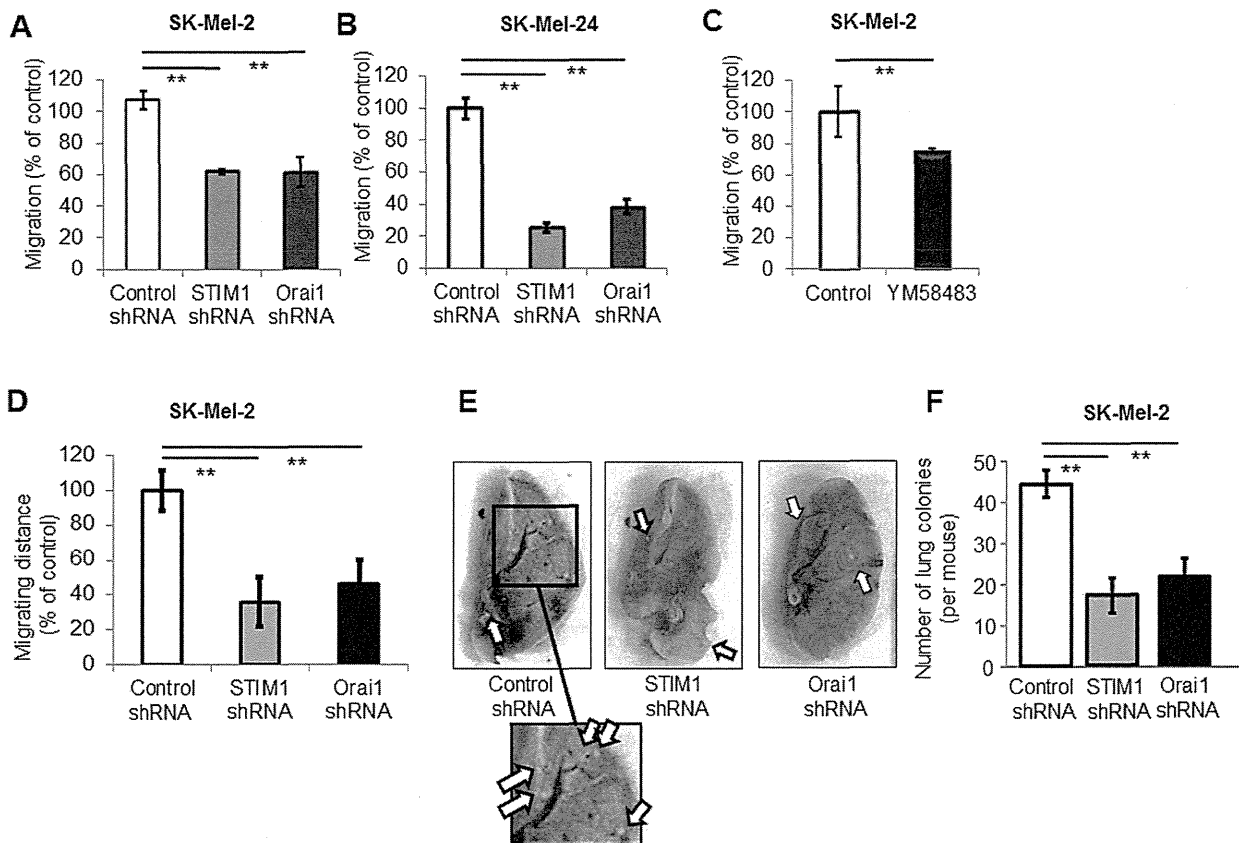 A
SK-Mel-2
Migration (% of control)
120
100
80
60
40
20
0
**
**
Control shRNA
STIM1 shRNA
Orai1 shRNA
B
SK-Mel-24
Migration (% of control)
120
100
80
60
40
20
0
**
**
Control shRNA
STIM1 shRNA
Orai1 shRNA
C
SK-Mel-2
Migration (% of control)
120
100
80
60
40
20
0
**
Control
YM58483
D
SK-Mel-2
Migrating distance
(% of control)
120
100
80
60
40
20
0
**
**
Control shRNA
STIM1 shRNA
Orai1 shRNA
E
Control shRNA
STIM1 shRNA
Orai1 shRNA
F
SK-Mel-2
Number of lung colonies
(per mouse)
50
40
30
20
10
0
**
**
Control shRNA
STIM1 shRNA
Orai1 shRNA